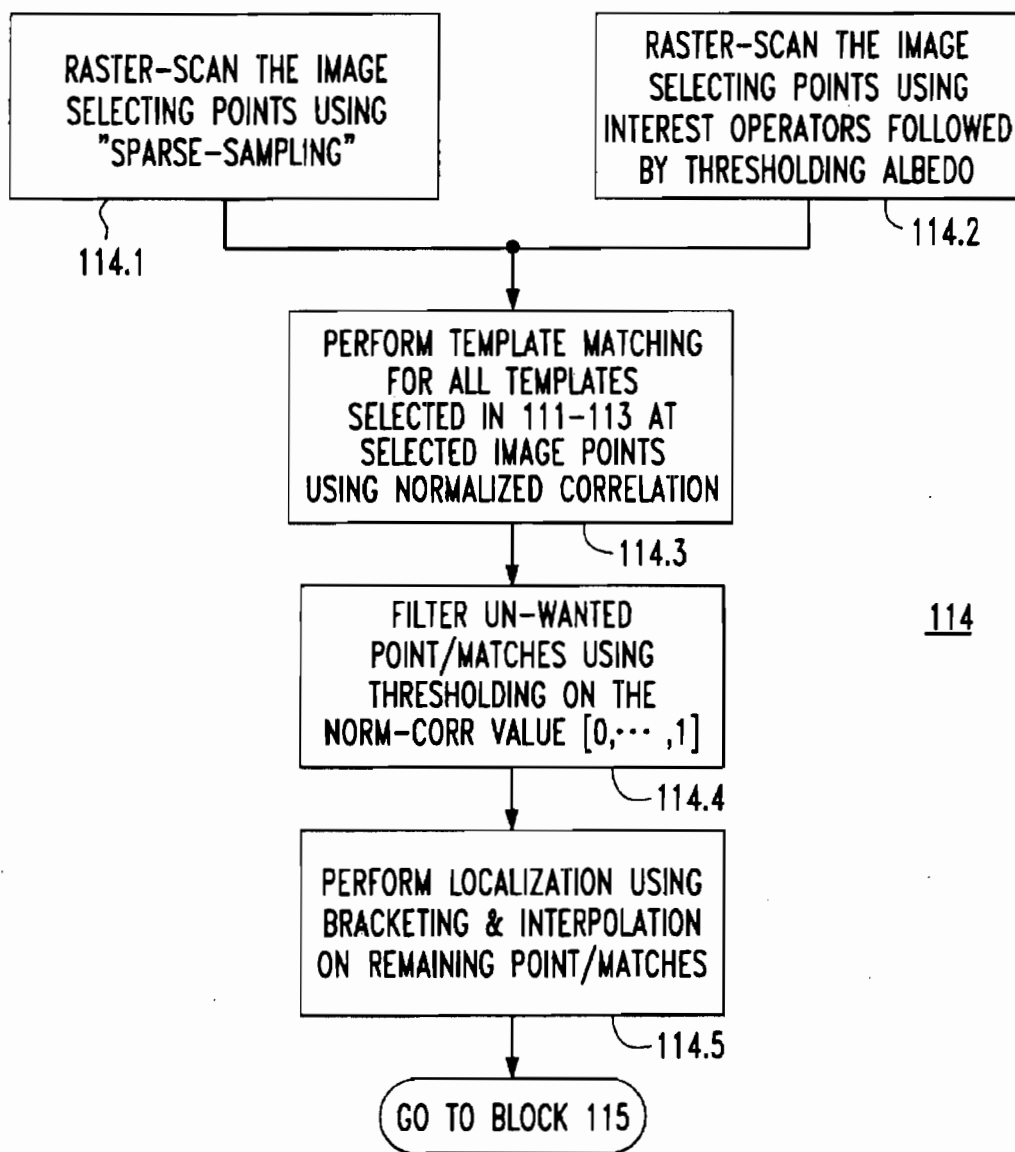 RASTER-SCAN THE IMAGE
SELECTING POINTS USING
"SPARSE-SAMPLING"
114.1
RASTER-SCAN THE IMAGE
SELECTING POINTS USING
INTEREST OPERATORS FOLLOWED
BY THRESHOLDING ALBEDO
114.2
PERFORM TEMPLATE MATCHING
FOR ALL TEMPLATES
SELECTED IN 111-113 AT
SELECTED IMAGE POINTS
USING NORMALIZED CORRELATION
114.3
FILTER UN-WANTED
POINT/MATCHES USING
THRESHOLDING ON THE
NORM-CORR VALUE [0,··· ,1]
114.4
114
PERFORM LOCALIZATION USING
BRACKETING & INTERPOLATION
ON REMAINING POINT/MATCHES
114.5
GO TO BLOCK 115